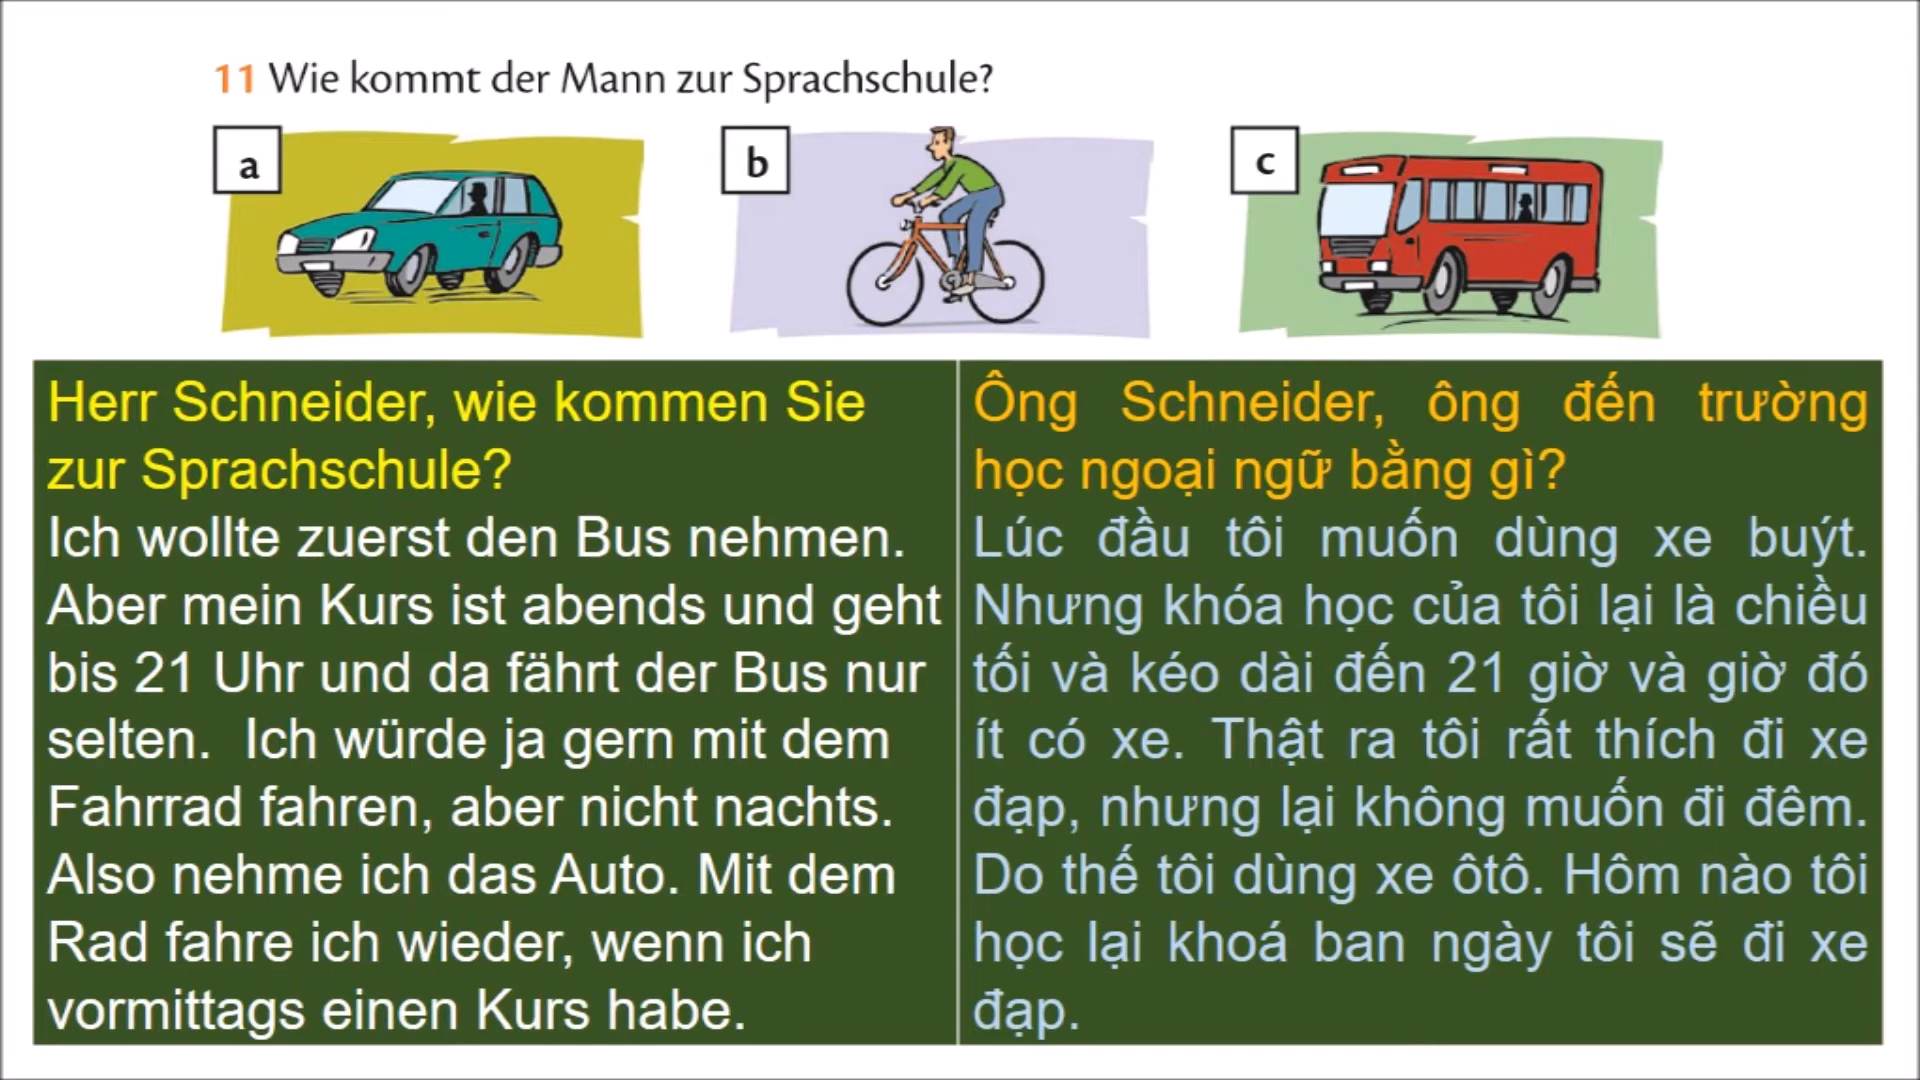 11 Wie kommt der Mann zur Sprachschule?
a
b
c
Herr Schneider, wie kommen Sie
zur Sprachschule?
Ich wollte zuerst den Bus nehmen.
Aber mein Kurs ist abends und geht
bis 21 Uhr und da fährt der Bus nur
selten. Ich würde ja gern mit dem
Fahrrad fahren, aber nicht nachts.
Also nehme ich das Auto. Mit dem
Rad fahre ich wieder, wenn ich
vormittags einen Kurs habe.
Ông Schneider, ông đến trường
học ngoại ngữ bằng gì?
Lúc đầu tôi muốn dùng xe buýt.
Nhưng khóa học của tôi lại là chiều
tối và kéo dài đến 21 giờ và giờ đó
ít có xe. Thật ra tôi rất thích đi xe
đạp, nhưng lại không muốn đi đêm.
Do thế tôi dùng xe ôtô. Hôm nào tôi
học lại khoá ban ngày tôi sẽ đi xe
đạp.